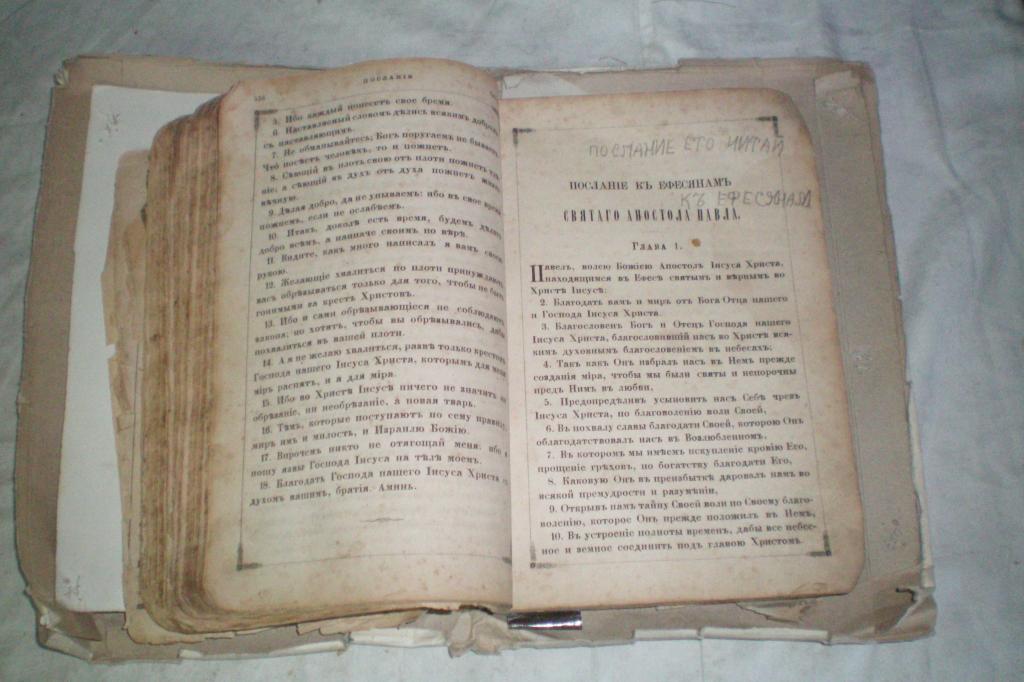 ПОСЛАНІЯ
5. Ибо каждый понесетъ свое бремя.
6. Наставляемый словомъ дѣлись всякимъ добромъ
съ наставляющимъ.
7. Не обманывайтесь; Богъ поругаемъ не бываетъ.
Что посѣетъ человѣкъ, то и пожнетъ.
8. Сѣющій въ плоть свою отъ плоти пожнетъ
ніе; а сѣющій въ духъ отъ духа пожнетъ жизнь
вѣчную.
9. Дѣлая добро, да не унываемъ: ибо въ свое время
пожнемъ, если не ослабѣемъ.
10. Итакъ, доколѣ есть время, будемъ дѣлать
добро всѣмъ, а наипаче своимъ по вѣрѣ.
11. Видите, какъ много написалъ я вамъ своею
рукою.
12. Желающіе хвалиться по плоти принуждаютъ
васъ обрѣзываться только для того, чтобы не быть
гонимыми за крестъ Христовъ.
13. Ибо и сами обрѣзывающіеся не соблюдаютъ
закона; но хотятъ, чтобы вы обрѣзывались, дабы
похвалиться въ вашей плоти.
14. А я не желаю хвалиться, развѣ только крестомъ
Господа нашего Іисуса Христа, которымъ для меня
міръ распятъ, и я для міра.
15. Ибо во Христѣ Іисусѣ ничего не значитъ ни
обрѣзаніе, ни необрѣзаніе, а новая тварь.
16. Тѣмъ, которые поступаютъ по сему правилу,
миръ имъ и милость, и Израилю Божію.
17. Впрочемъ никто не отягощай меня: ибо я
ношу язвы Господа Іисуса на тѣлѣ моемъ.
18. Благодать Господа нашего Іисуса Христа съ
духомъ вашимъ, братія. Аминь.
ПОСЛАНИЕ ЕГО ЧИТАЙ
ПОСЛАНІЕ КЪ ЕФЕСЯНАМЪ
КЪ ЕФЕСЯНАМ
СВЯТАГО АПОСТОЛА ПАВЛА.
Глава 1.
Павелъ, волею Божіею Апостолъ Іисуса Христа,
находящимся въ Ефесѣ святымъ и вѣрнымъ во
Христѣ Іисусѣ:
2. Благодать вамъ и миръ отъ Бога Отца нашего
и Господа Іисуса Христа.
3. Благословенъ Богъ и Отецъ Господа нашего
Іисуса Христа, благословившій насъ во Христѣ вся-
кимъ духовнымъ благословеніемъ въ небесахъ;
4. Такъ какъ Онъ избралъ насъ въ Немъ прежде
созданія міра, чтобы мы были святы и непорочны
предъ Нимъ въ любви,
5. Предопредѣливъ усыновить насъ Себѣ чрезъ
Іисуса Христа, по благоволенію воли Своей,
6. Въ похвалу славы благодати Своей, которою Онъ
облагодатствовалъ насъ въ Возлюбленномъ,
7. Въ которомъ мы имѣемъ искупленіе кровію Его,
прощеніе грѣховъ, по богатству благодати Его,
8. Каковую Онъ въ преизбыткѣ даровалъ намъ во
всякой премудрости и разумѣніи,
9. Открывъ намъ тайну Своей воли по Своему благо-
воленію, которое Онъ прежде положилъ въ Немъ,
10. Въ устроеніе полноты временъ, дабы все небес-
ное и земное соединить подъ главою Христомъ.